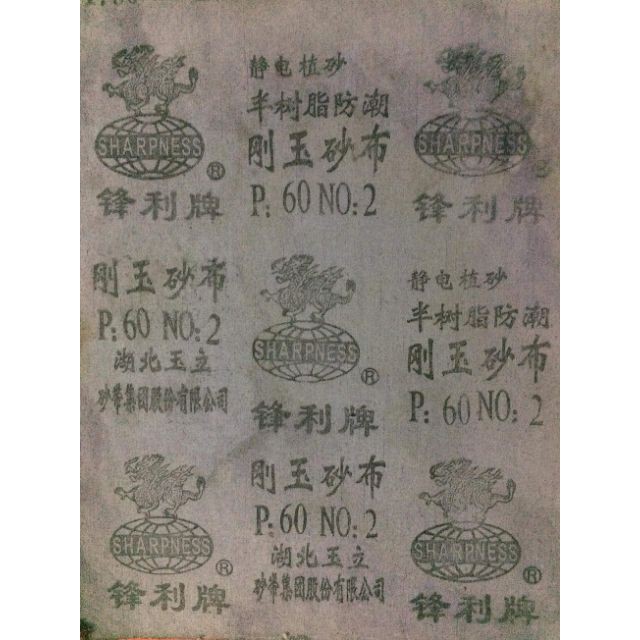 SHARPNESS
®
锋利牌
静电植砂
半树脂防潮
刚玉砂布
P: 60 NO: 2
SHARPNESS
锋利牌
刚玉砂布
P: 60 NO: 2
湖北玉立
砂带集团股份有限公司
SHARPNESS
®
锋利牌
静电植砂
半树脂防潮
刚玉砂布
P: 60 NO: 2
SHARPNESS
®
锋利牌
刚玉砂布
P: 60 NO: 2
湖北玉立
砂带集团股份有限公司
SHARPNESS
®
锋利牌